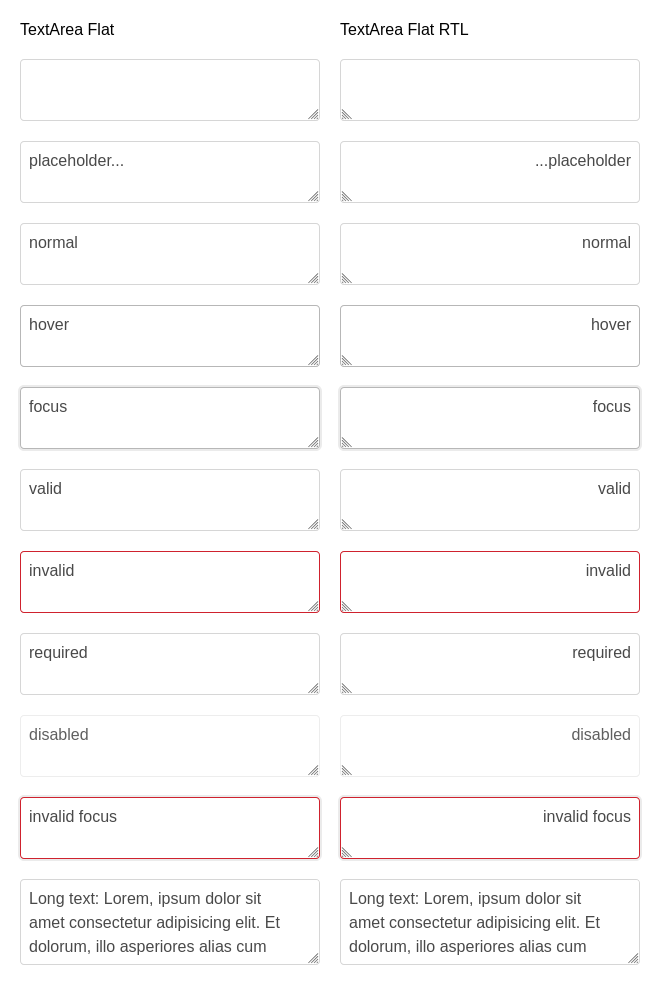 TextArea Flat
TextArea Flat RTL
placeholder...
...placeholder
normal
normal
hover
hover
focus
focus
valid
valid
invalid
invalid
required
required
disabled
disabled
invalid focus
invalid focus
Long text: Lorem, ipsum dolor sit
amet consectetur adipisicing elit. Et
dolorum, illo asperiores alias cum
Long text: Lorem, ipsum dolor sit
amet consectetur adipisicing elit. Et
dolorum, illo asperiores alias cum